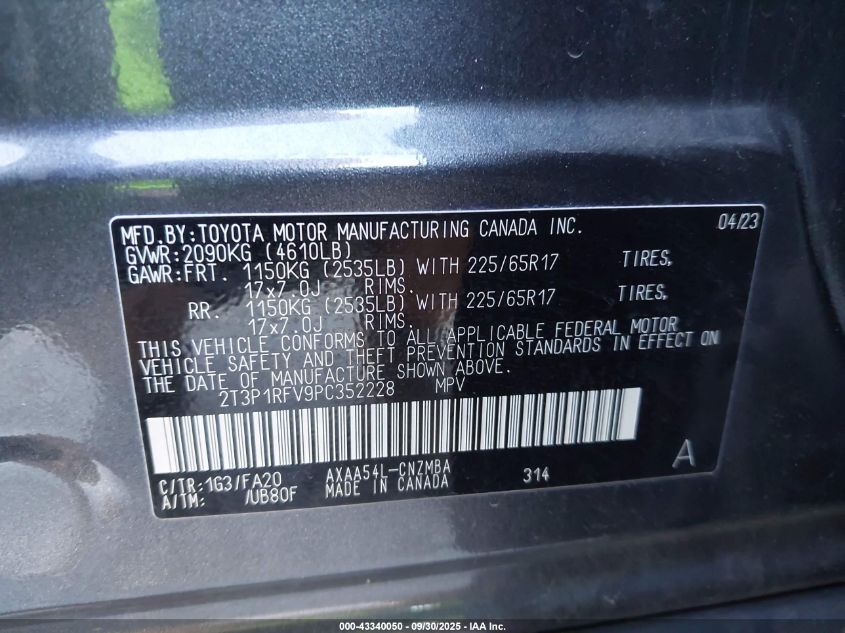 MFD.BY:TOYOTA MOTOR MANUFACTURING CANADA INC. 04/23
GVWR:2090KG (4610LB)
GAWR:FRT. 1150KG (2535LB) WITH 225/65R17 TIRES,
17x7.0J RIMS.
RR. 1150KG (2535LB) WITH 225/65R17 TIRES,
17x7.0J RIMS.
THIS VEHICLE CONFORMS TO ALL APPLICABLE FEDERAL MOTOR
VEHICLE SAFETY AND THEFT PREVENTION STANDARDS IN EFFECT ON
THE DATE OF MANUFACTURE SHOWN ABOVE.
2T3P1RFV9PC352228 MPV
C/TR:1G3/FA20 AXAA54L-CNZMBA 314 A
A/TM: /UB80F MADE IN CANADA
000-43340050 - 09/30/2025 - IAA Inc.